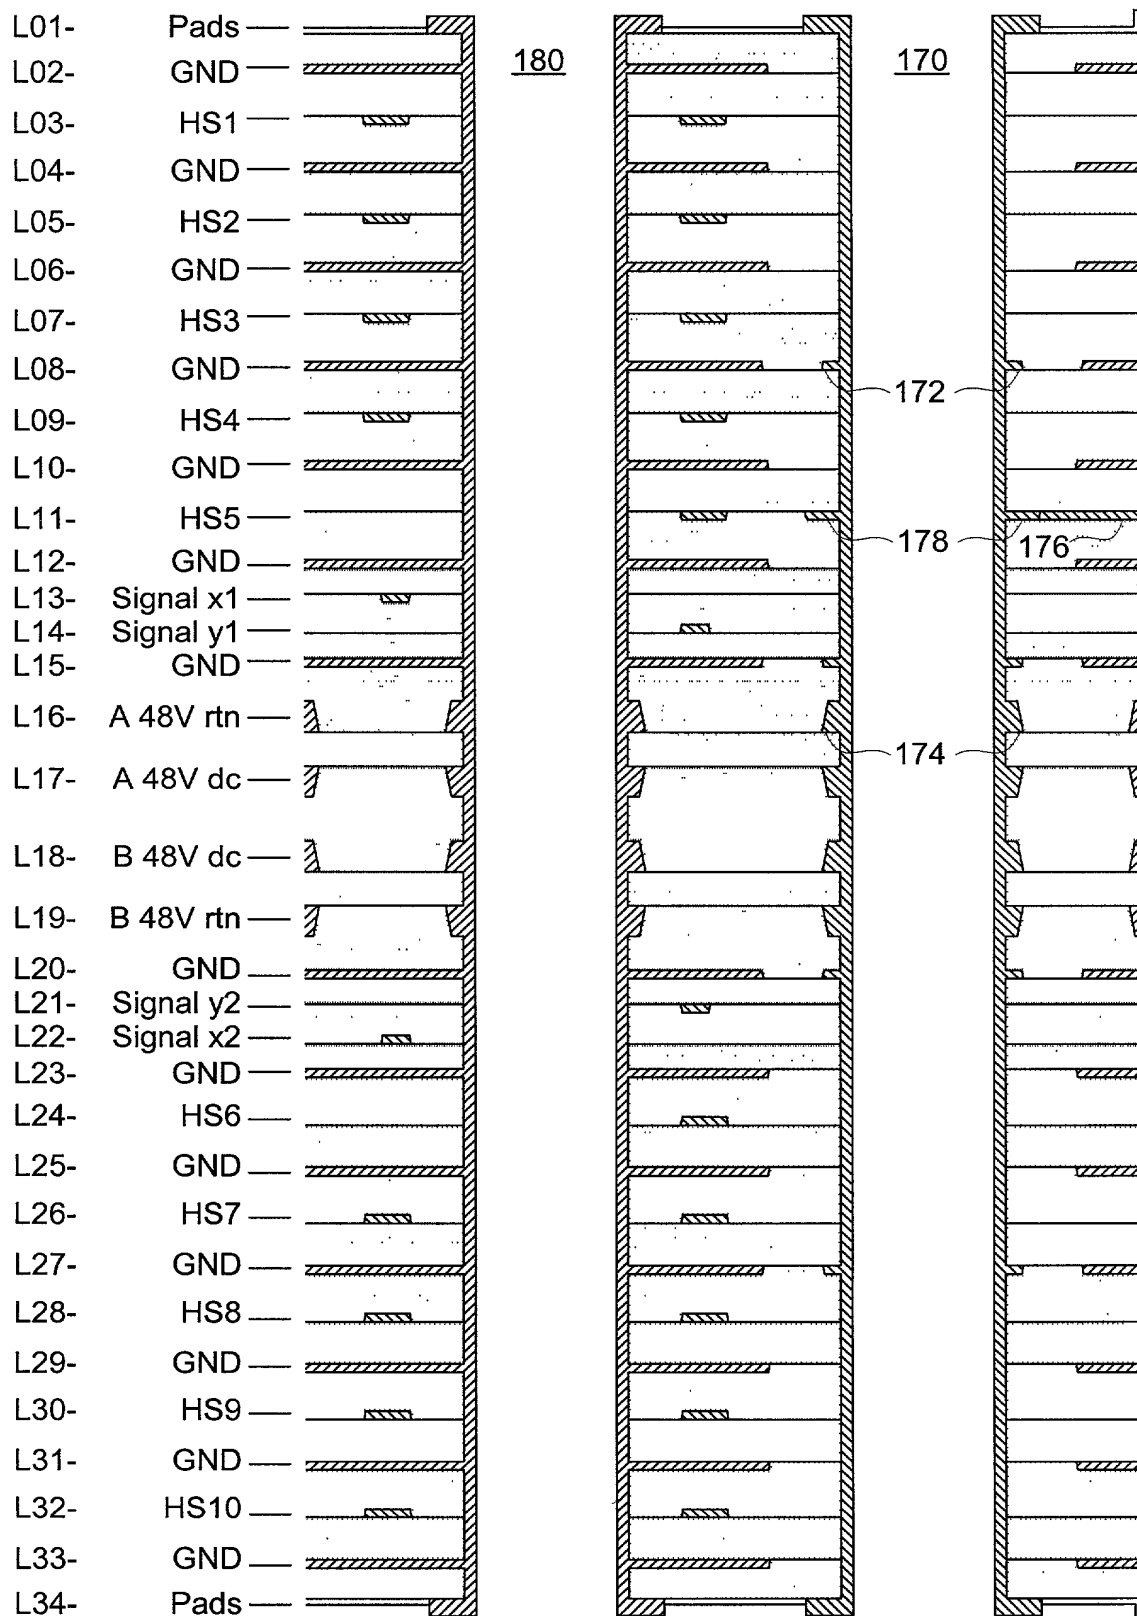 L01- Pads
180
170
L02- GND
L03- HS1
L04- GND
L05- HS2
L06- GND
L07- HS3
L08- GND
172
L09- HS4
L10- GND
L11- HS5
178
176
L12- GND
L13- Signal x1
L14- Signal y1
L15- GND
L16- A 48V rtn
174
L17- A 48V dc
L18- B 48V dc
L19- B 48V rtn
L20- GND
L21- Signal y2
L22- Signal x2
L23- GND
L24- HS6
L25- GND
L26- HS7
L27- GND
L28- HS8
L29- GND
L30- HS9
L31- GND
L32- HS10
L33- GND
L34- Pads